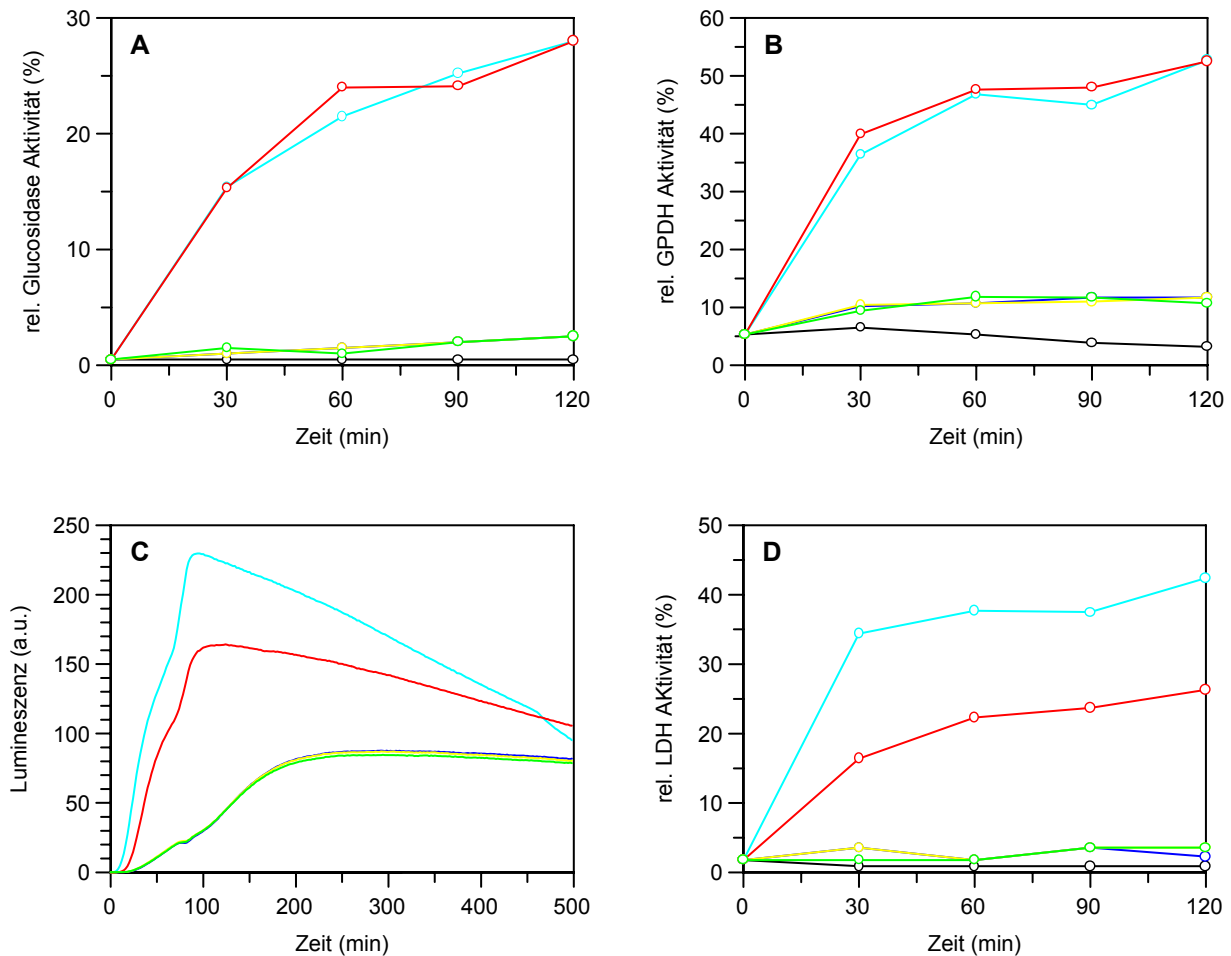 A
rel. Glucosidase Aktivität (%)
30
20
10
0
0 30 60 90 120
Zeit (min)
B
rel. GPDH Aktivität (%)
60
50
40
30
20
10
0
0 30 60 90 120
Zeit (min)
C
Lumineszenz (a.u.)
250
200
150
100
50
0
0 100 200 300 400 500
Zeit (min)
D
rel. LDH AKtivität (%)
50
40
30
20
10
0
0 30 60 90 120
Zeit (min)